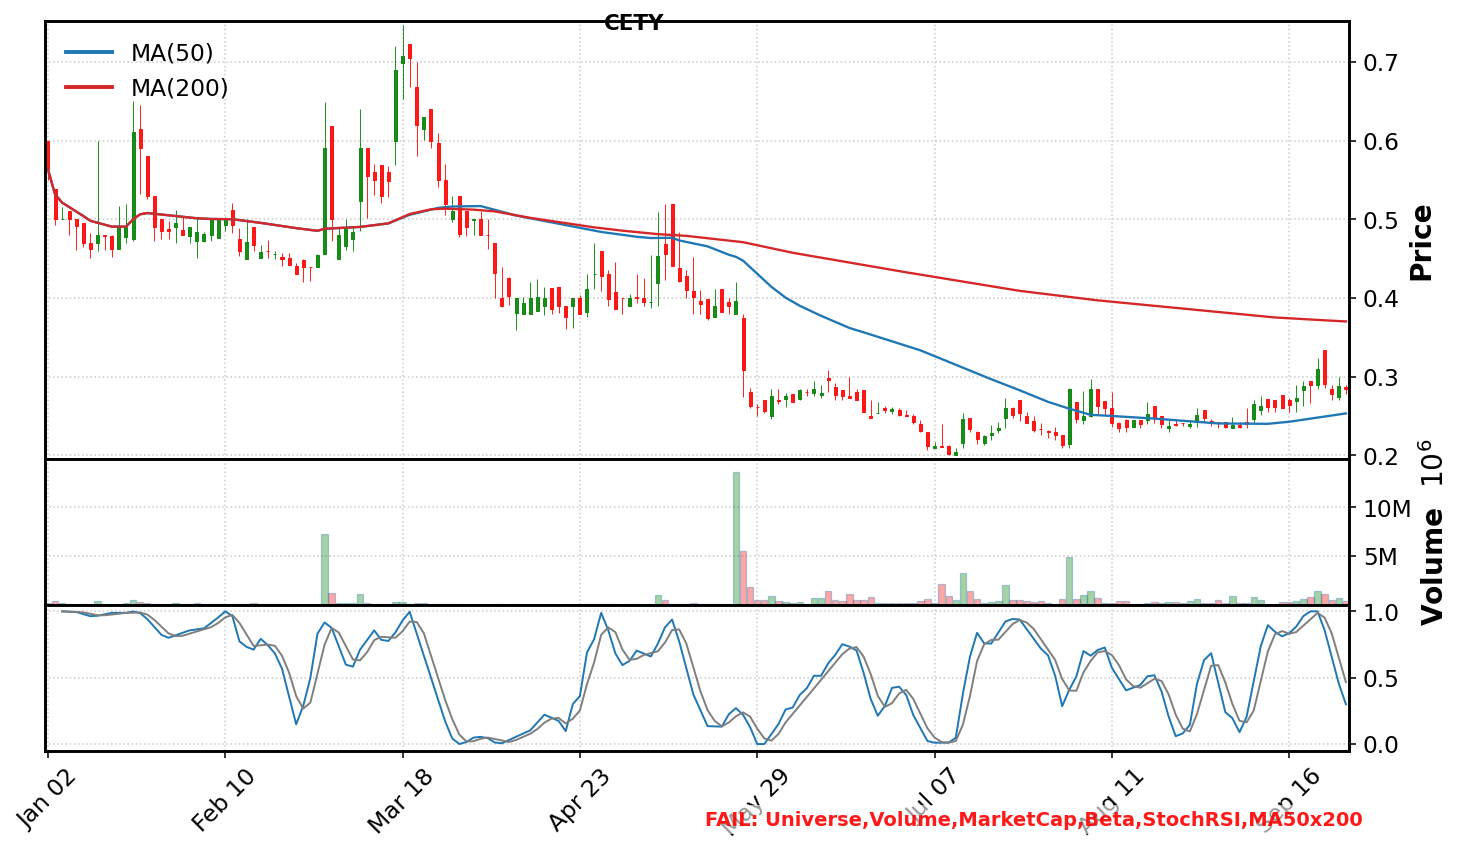 CETY
MA(50)
MA(200)
0.7
0.6
0.5
0.4
0.3
0.2
Price
10⁶
10M
5M
Volume
1.0
0.5
0.0
Jan 02
Feb 10
Mar 18
Apr 23
May 29
Jul 07
Aug 11
Sep 16
FAIL: Universe,Volume,MarketCap,Beta,StochRSI,MA50x200